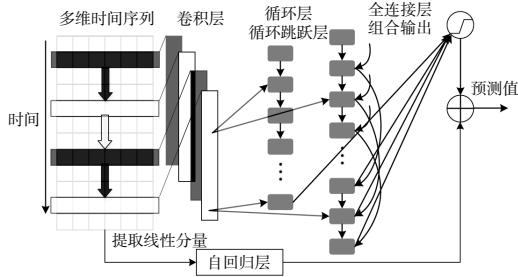 多维时间序列
卷积层
循环层
循环跳跃层
全连接层
组合输出
时间
预测值
提取线性分量
自回归层